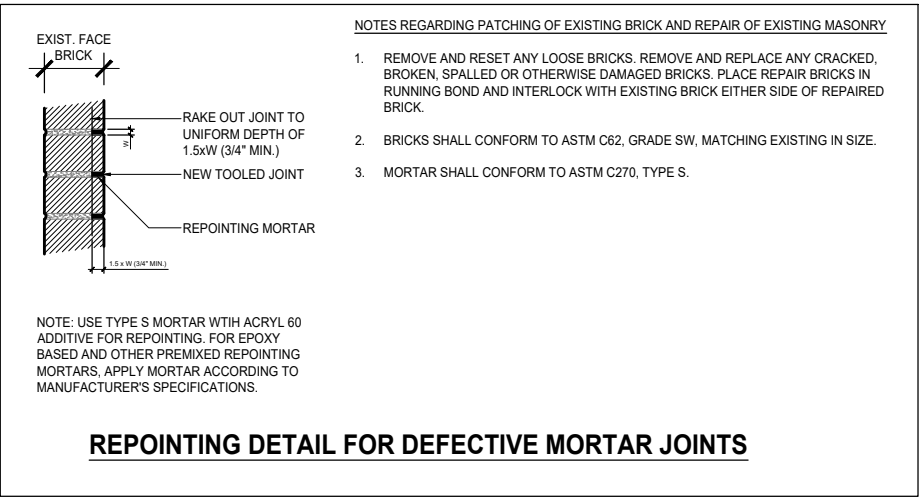 EXIST. FACE
BRICK
RAKE OUT JOINT TO
UNIFORM DEPTH OF
1.5xW (3/4" MIN.)
W
NEW TOOLED JOINT
REPOINTING MORTAR
1.5 x W (3/4" MIN.)
NOTE: USE TYPE S MORTAR WTIH ACRYL 60
ADDITIVE FOR REPOINTING. FOR EPOXY
BASED AND OTHER PREMIXED REPOINTING
MORTARS, APPLY MORTAR ACCORDING TO
MANUFACTURER'S SPECIFICATIONS.
NOTES REGARDING PATCHING OF EXISTING BRICK AND REPAIR OF EXISTING MASONRY
1. REMOVE AND RESET ANY LOOSE BRICKS. REMOVE AND REPLACE ANY CRACKED,
BROKEN, SPALLED OR OTHERWISE DAMAGED BRICKS. PLACE REPAIR BRICKS IN
RUNNING BOND AND INTERLOCK WITH EXISTING BRICK EITHER SIDE OF REPAIRED
BRICK.
2. BRICKS SHALL CONFORM TO ASTM C62, GRADE SW, MATCHING EXISTING IN SIZE.
3. MORTAR SHALL CONFORM TO ASTM C270, TYPE S.
REPOINTING DETAIL FOR DEFECTIVE MORTAR JOINTS